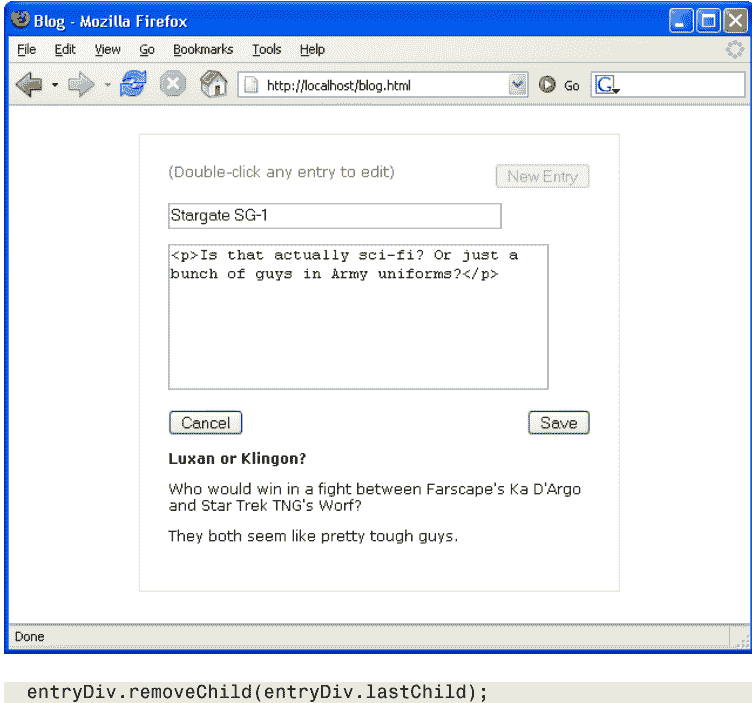 Blog - Mozilla Firefox
File Edit View Go Bookmarks Tools Help
http://localhost/blog.html Go G
(Double-click any entry to edit) New Entry
Stargate SG-1
<p>Is that actually sci-fi? Or just a
bunch of guys in Army uniforms?</p>
Cancel Save
Luxan or Klingon?
Who would win in a fight between Farscape's Ka D'Argo
and Star Trek TNG's Worf?
They both seem like pretty tough guys.
Done
entryDiv.removeChild(entryDiv.lastChild);